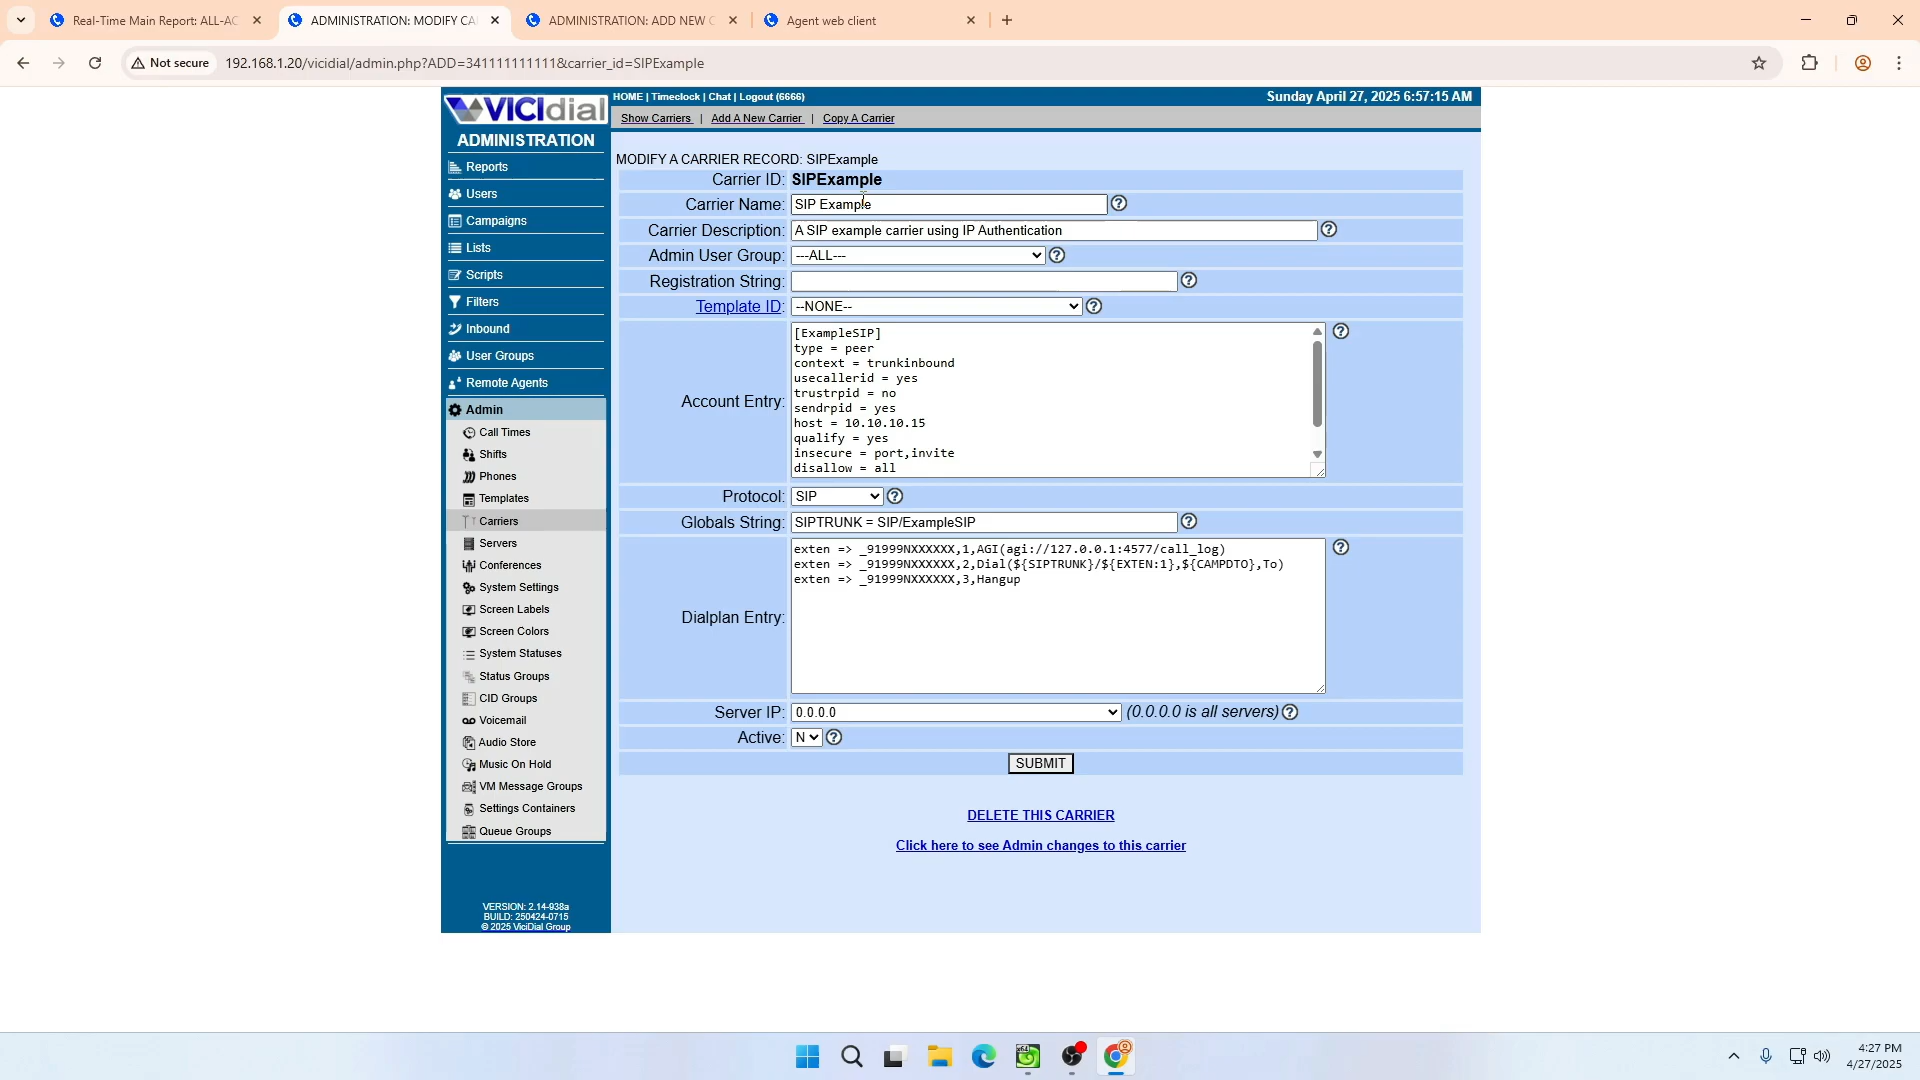 Real-Time Main Report: ALL-AC
ADMINISTRATION: MODIFY CA
ADMINISTRATION: ADD NEW C
Agent web client
Not secure
192.168.1.20/vicidial/admin.php?ADD=341111111111&carrier_id=SIPExample
VICIdial
ADMINISTRATION
HOME | Timeclock | Chat | Logout (6666)
Sunday April 27, 2025 6:57:15 AM
Show Carriers | Add A New Carrier | Copy A Carrier
Reports
Users
Campaigns
Lists
Scripts
Filters
Inbound
User Groups
Remote Agents
Admin
Call Times
Shifts
Phones
Templates
Carriers
Servers
Conferences
System Settings
Screen Labels
Screen Colors
System Statuses
Status Groups
CID Groups
Voicemail
Audio Store
Music On Hold
VM Message Groups
Settings Containers
Queue Groups
VERSION: 2.14-938a
BUILD: 250424-0715
© 2025 ViciDial Group
MODIFY A CARRIER RECORD: SIPExample
Carrier ID: SIPExample
Carrier Name: SIP Example
Carrier Description: A SIP example carrier using IP Authentication
Admin User Group: ---ALL---
Registration String:
Template ID: --NONE--
Account Entry:
[ExampleSIP]
type = peer
context = trunkinbound
usecallerid = yes
trustrpid = no
sendrpid = yes
host = 10.10.10.15
qualify = yes
insecure = port,invite
disallow = all
Protocol: SIP
Globals String: SIPTRUNK = SIP/ExampleSIP
Dialplan Entry:
exten => _91999NXXXXXX,1,AGI(agi://127.0.0.1:4577/call_log)
exten => _91999NXXXXXX,2,Dial(${SIPTRUNK}/${EXTEN:1},${CAMPDTO},To)
exten => _91999NXXXXXX,3,Hangup
Server IP: 0.0.0.0 (0.0.0.0 is all servers)
Active: N
SUBMIT
DELETE THIS CARRIER
Click here to see Admin changes to this carrier
4:27 PM
4/27/2025